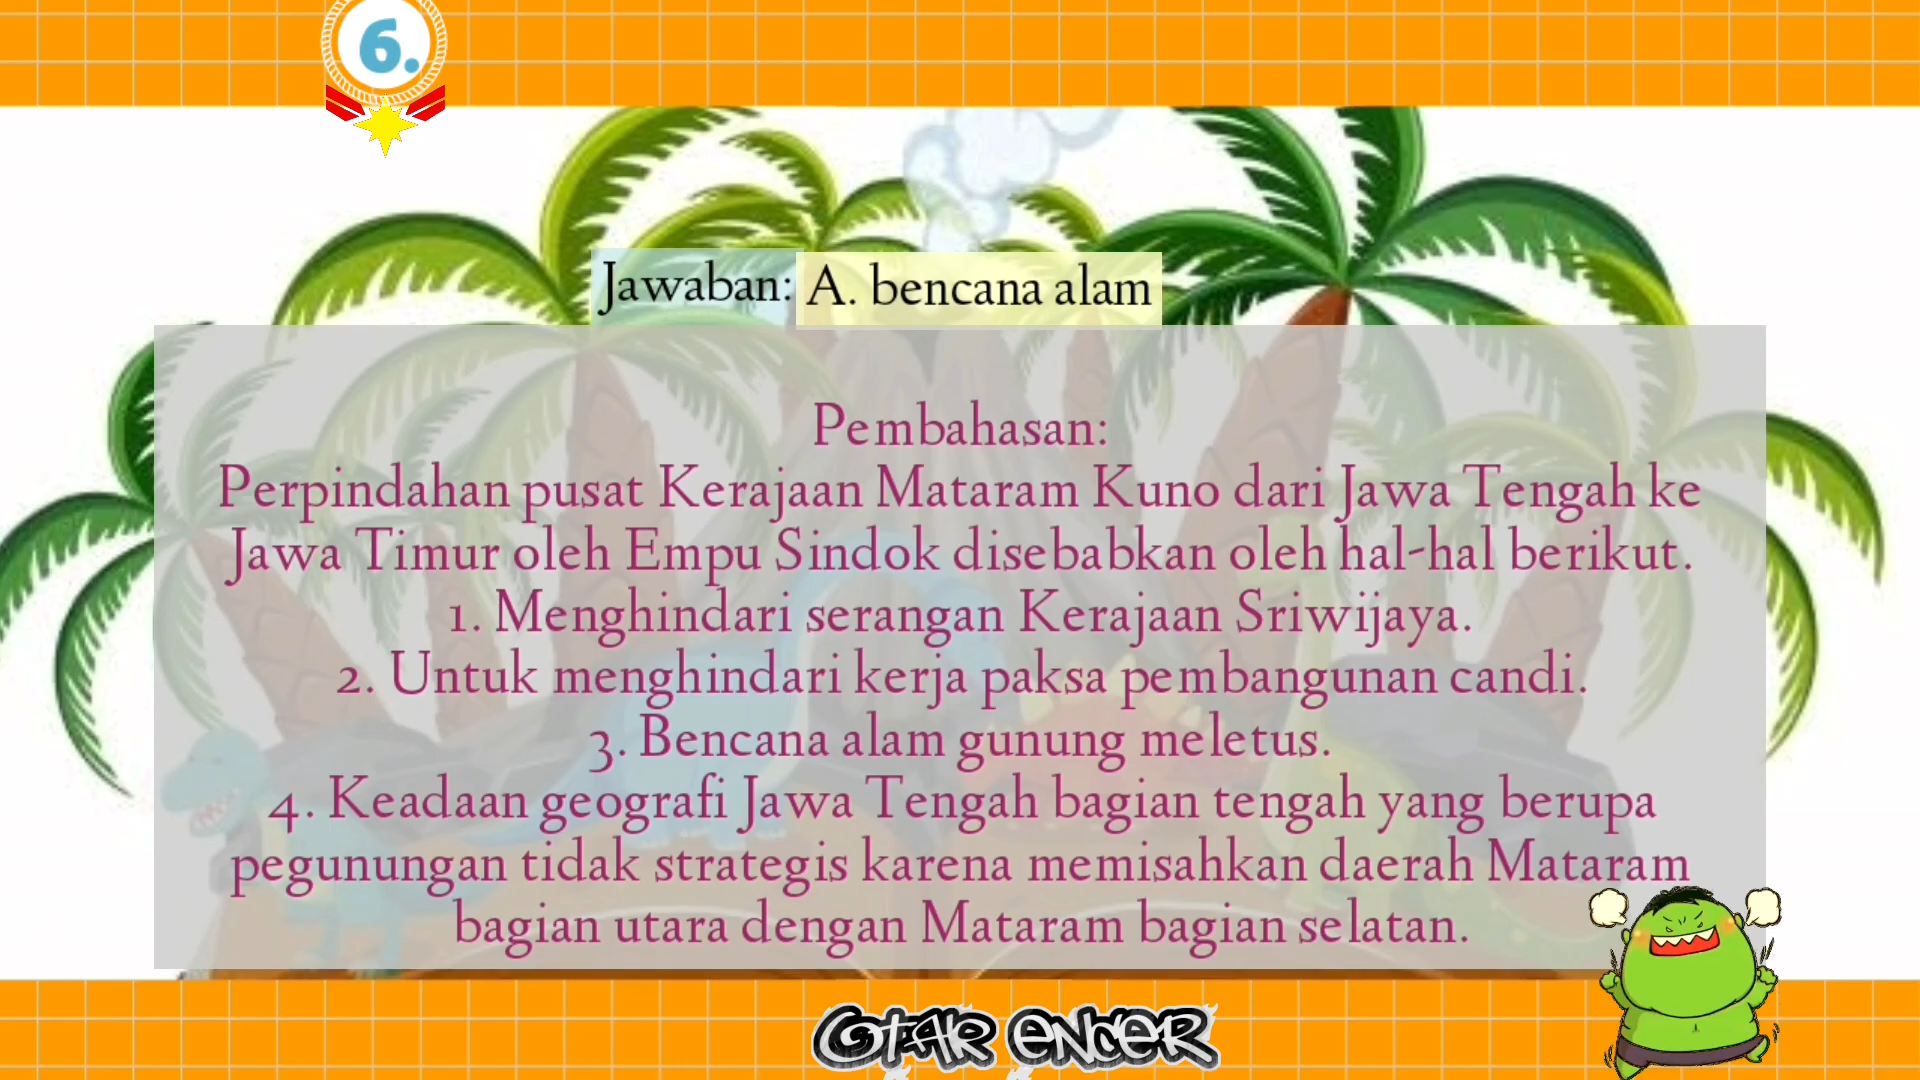 6.
Jawaban: A. bencana alam
Pembahasan:
Perpindahan pusat Kerajaan Mataram Kuno dari Jawa Tengah ke
Jawa Timur oleh Empu Sindok disebabkan oleh hal-hal berikut.
1. Menghindari serangan Kerajaan Sriwijaya.
2. Untuk menghindari kerja paksa pembangunan candi.
3. Bencana alam gunung meletus.
4. Keadaan geografi Jawa Tengah bagian tengah yang berupa
pegunungan tidak strategis karena memisahkan daerah Mataram
bagian utara dengan Mataram bagian selatan.
OTAK ENCER